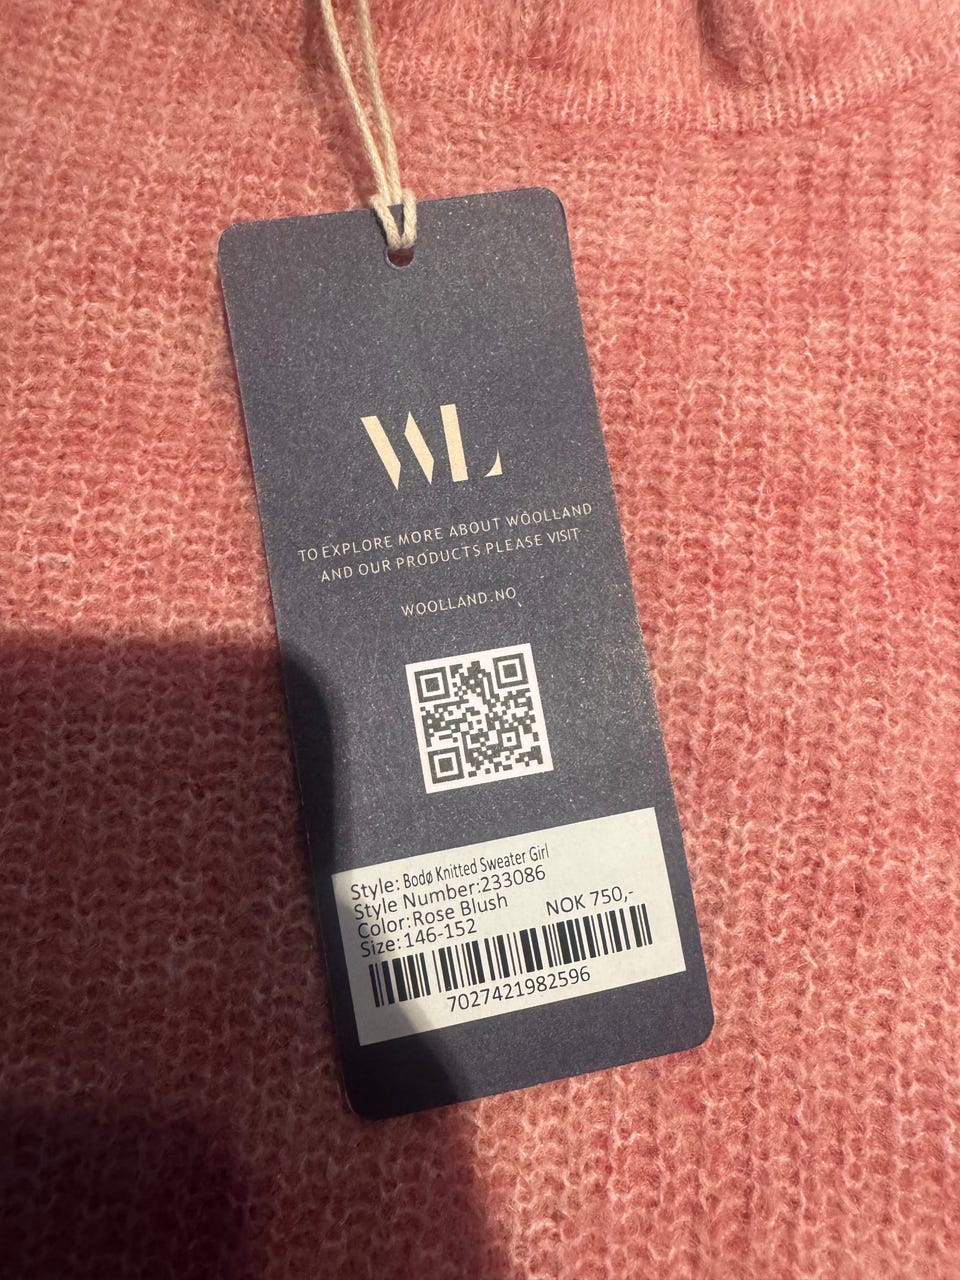 WL
TO EXPLORE MORE ABOUT WOOLLAND
AND OUR PRODUCTS PLEASE VISIT
WOOLLAND.NO
Style: Bodø Knitted Sweater Girl
Style Number:233086
Color:Rose Blush
NOK 750,-
Size:146-152
7027421982596